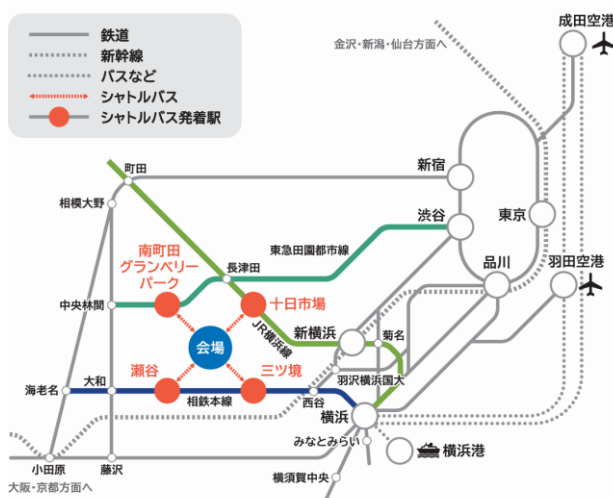 鉄道
新幹線
バスなど
シャトルバス
シャトルバス発着駅
成田空港
金沢・新潟・仙台方面へ
町田
新宿
相模大野
渋谷
東京
東急田園都市線
南町田
グランベリー
パーク
長津田
品川
羽田空港
中央林間
十日市場
JR横浜線
新横浜
菊名
会場
瀬谷
三ツ境
羽沢横浜国大
海老名
大和
相鉄本線
西谷
横浜
みなとみらい
横浜港
小田原
藤沢
横須賀中央
大阪・京都方面へ